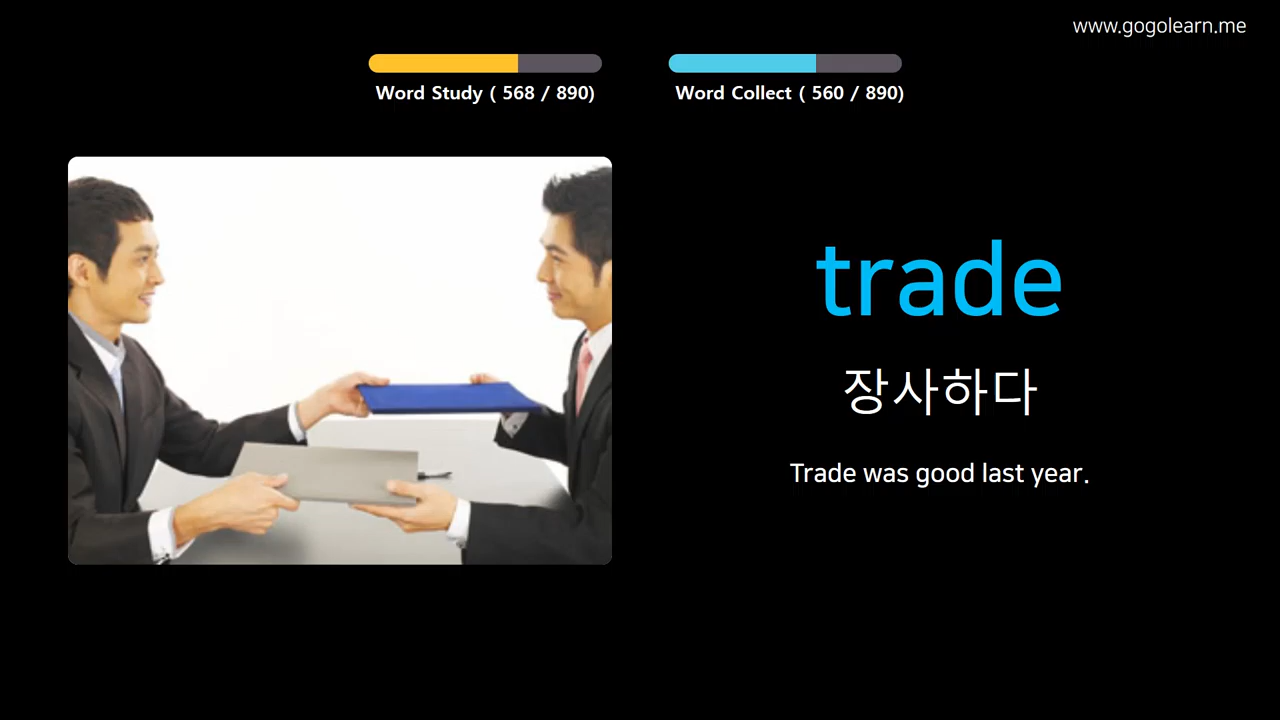 www.gogolearn.me
Word Study ( 568 / 890)
Word Collect ( 560 / 890)
trade
장사하다
Trade was good last year.